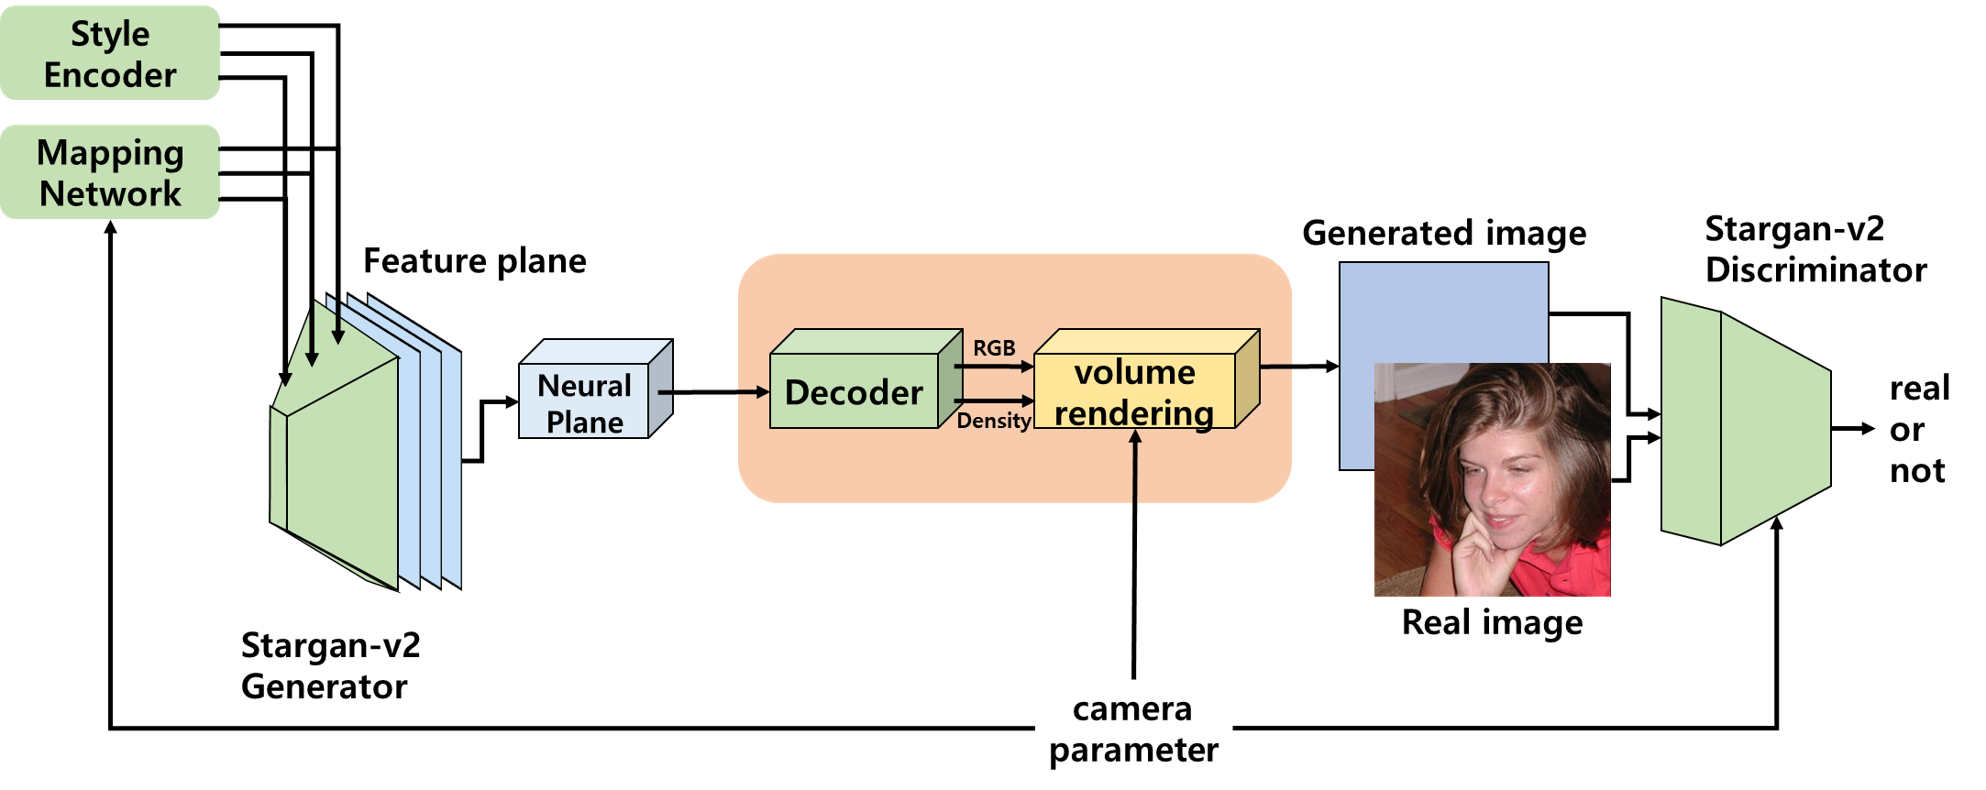 Style
Encoder
Mapping
Network
Feature plane
Stargan-v2
Generator
Neural
Plane
Decoder
RGB
Density
volume
rendering
camera
parameter
Generated image
Real image
Stargan-v2
Discriminator
real
or
not